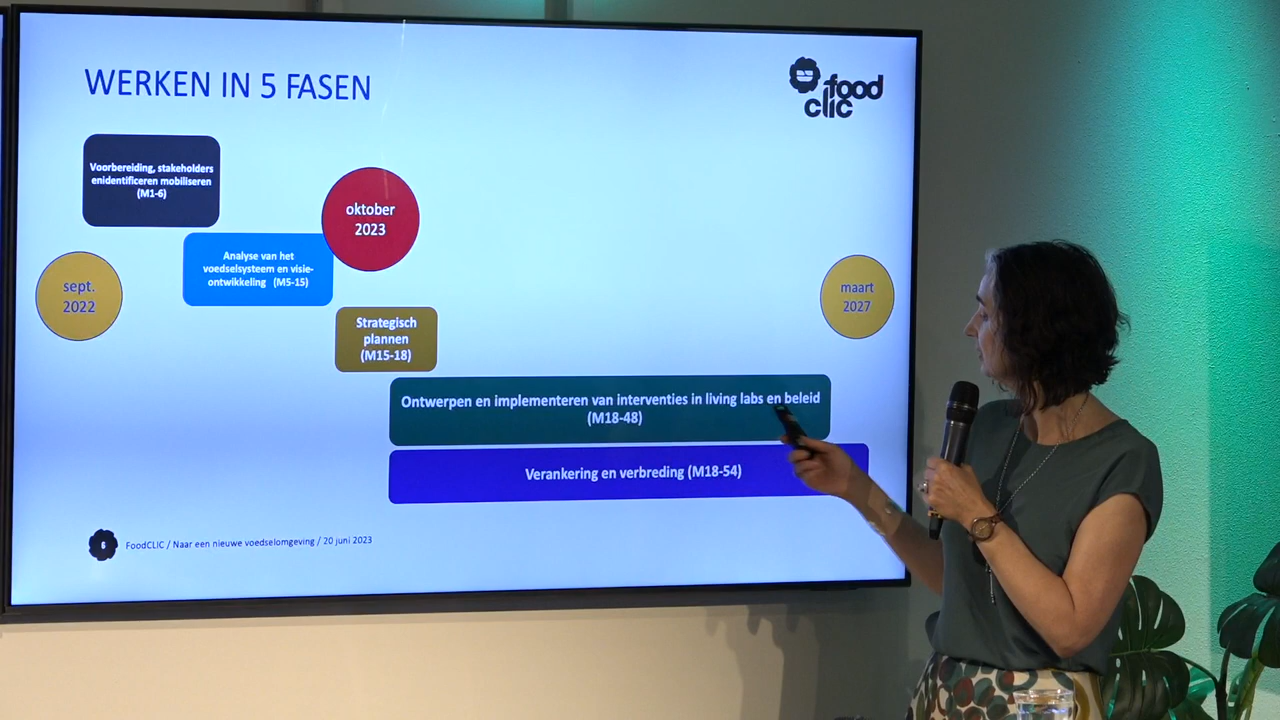 WERKEN IN 5 FASEN
food
clic
Voorbereiding, stakeholders
enidentificeren mobiliseren
(M1-6)
oktober
2023
Analyse van het
voedselsysteem en visie-
ontwikkeling (M5-15)
sept.
2022
maart
2027
Strategisch
plannen
(M15-18)
Ontwerpen en implementeren van interventies in living labs en beleid
(M18-48)
Verankering en verbreding (M18-54)
6
FoodCLIC / Naar een nieuwe voedselomgeving / 20 juni 2023